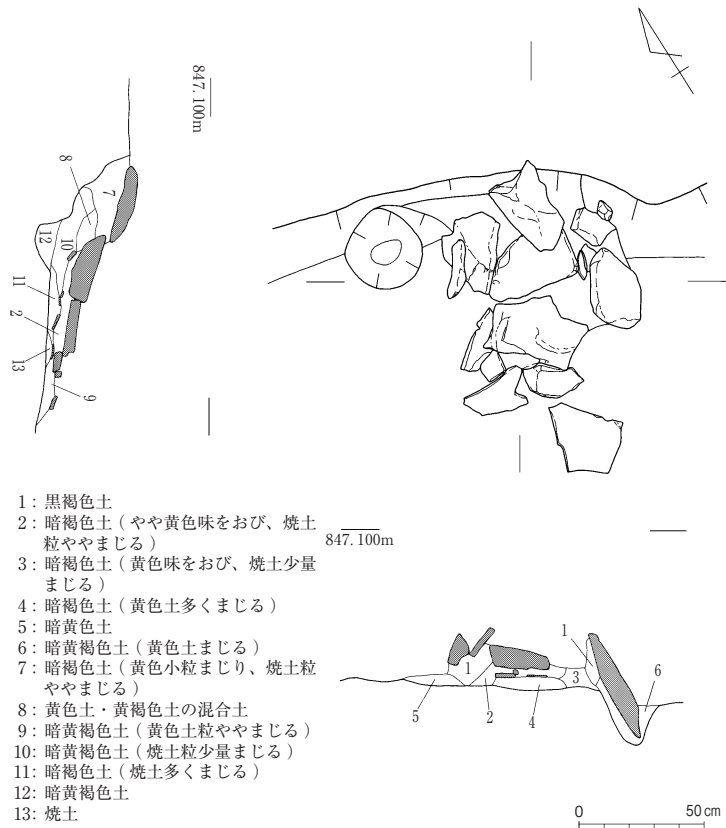 847.100m
8
7
12
10
11
2
13
9
1：黒褐色土
2：暗褐色土（やや黄色味をおび、焼土
粒ややまじる）
3：暗褐色土（黄色味をおび、焼土少量
まじる）
4：暗褐色土（黄色土多くまじる）
5：暗黄色土
6：暗黄褐色土（黄色土まじる）
7：暗褐色土（黄色小粒まじり、焼土粒
ややまじる）
8：黄色土・黄褐色土の混合土
9：暗黄褐色土（黄色土粒ややまじる）
10：暗黄褐色土（焼土粒少量まじる）
11：暗褐色土（焼土多くまじる）
12：暗黄褐色土
13：焼土
847.100m
1
1
3
6
5
2
4
0 50cm